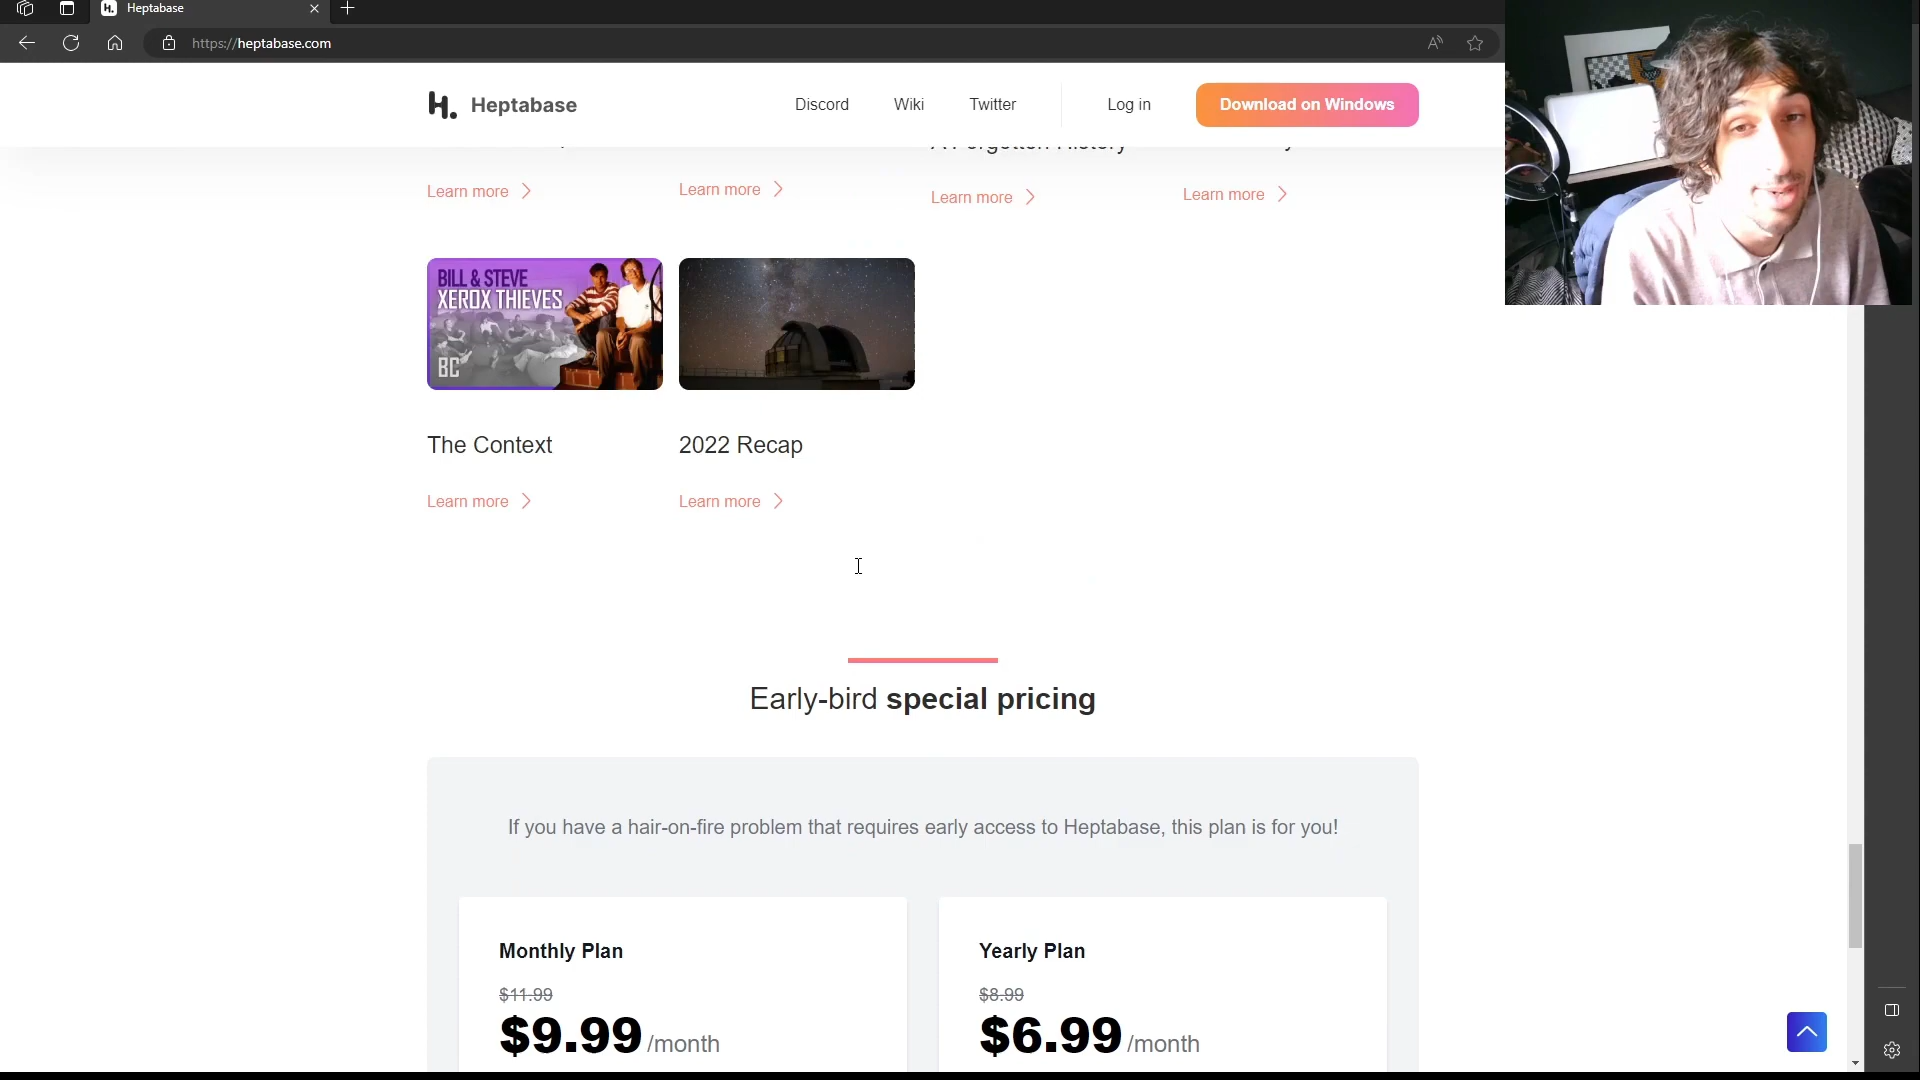 Heptabase
https://heptabase.com
Heptabase
Discord
Wiki
Twitter
Log in
Download on Windows
A Forgotten History
Learn more
Learn more
Learn more
Learn more
BILL & STEVE
XEROX THIEVES
BC
The Context
2022 Recap
Learn more
Learn more
Early-bird special pricing
If you have a hair-on-fire problem that requires early access to Heptabase, this plan is for you!
Monthly Plan
Yearly Plan
$11.99
$8.99
$9.99 /month
$6.99 /month